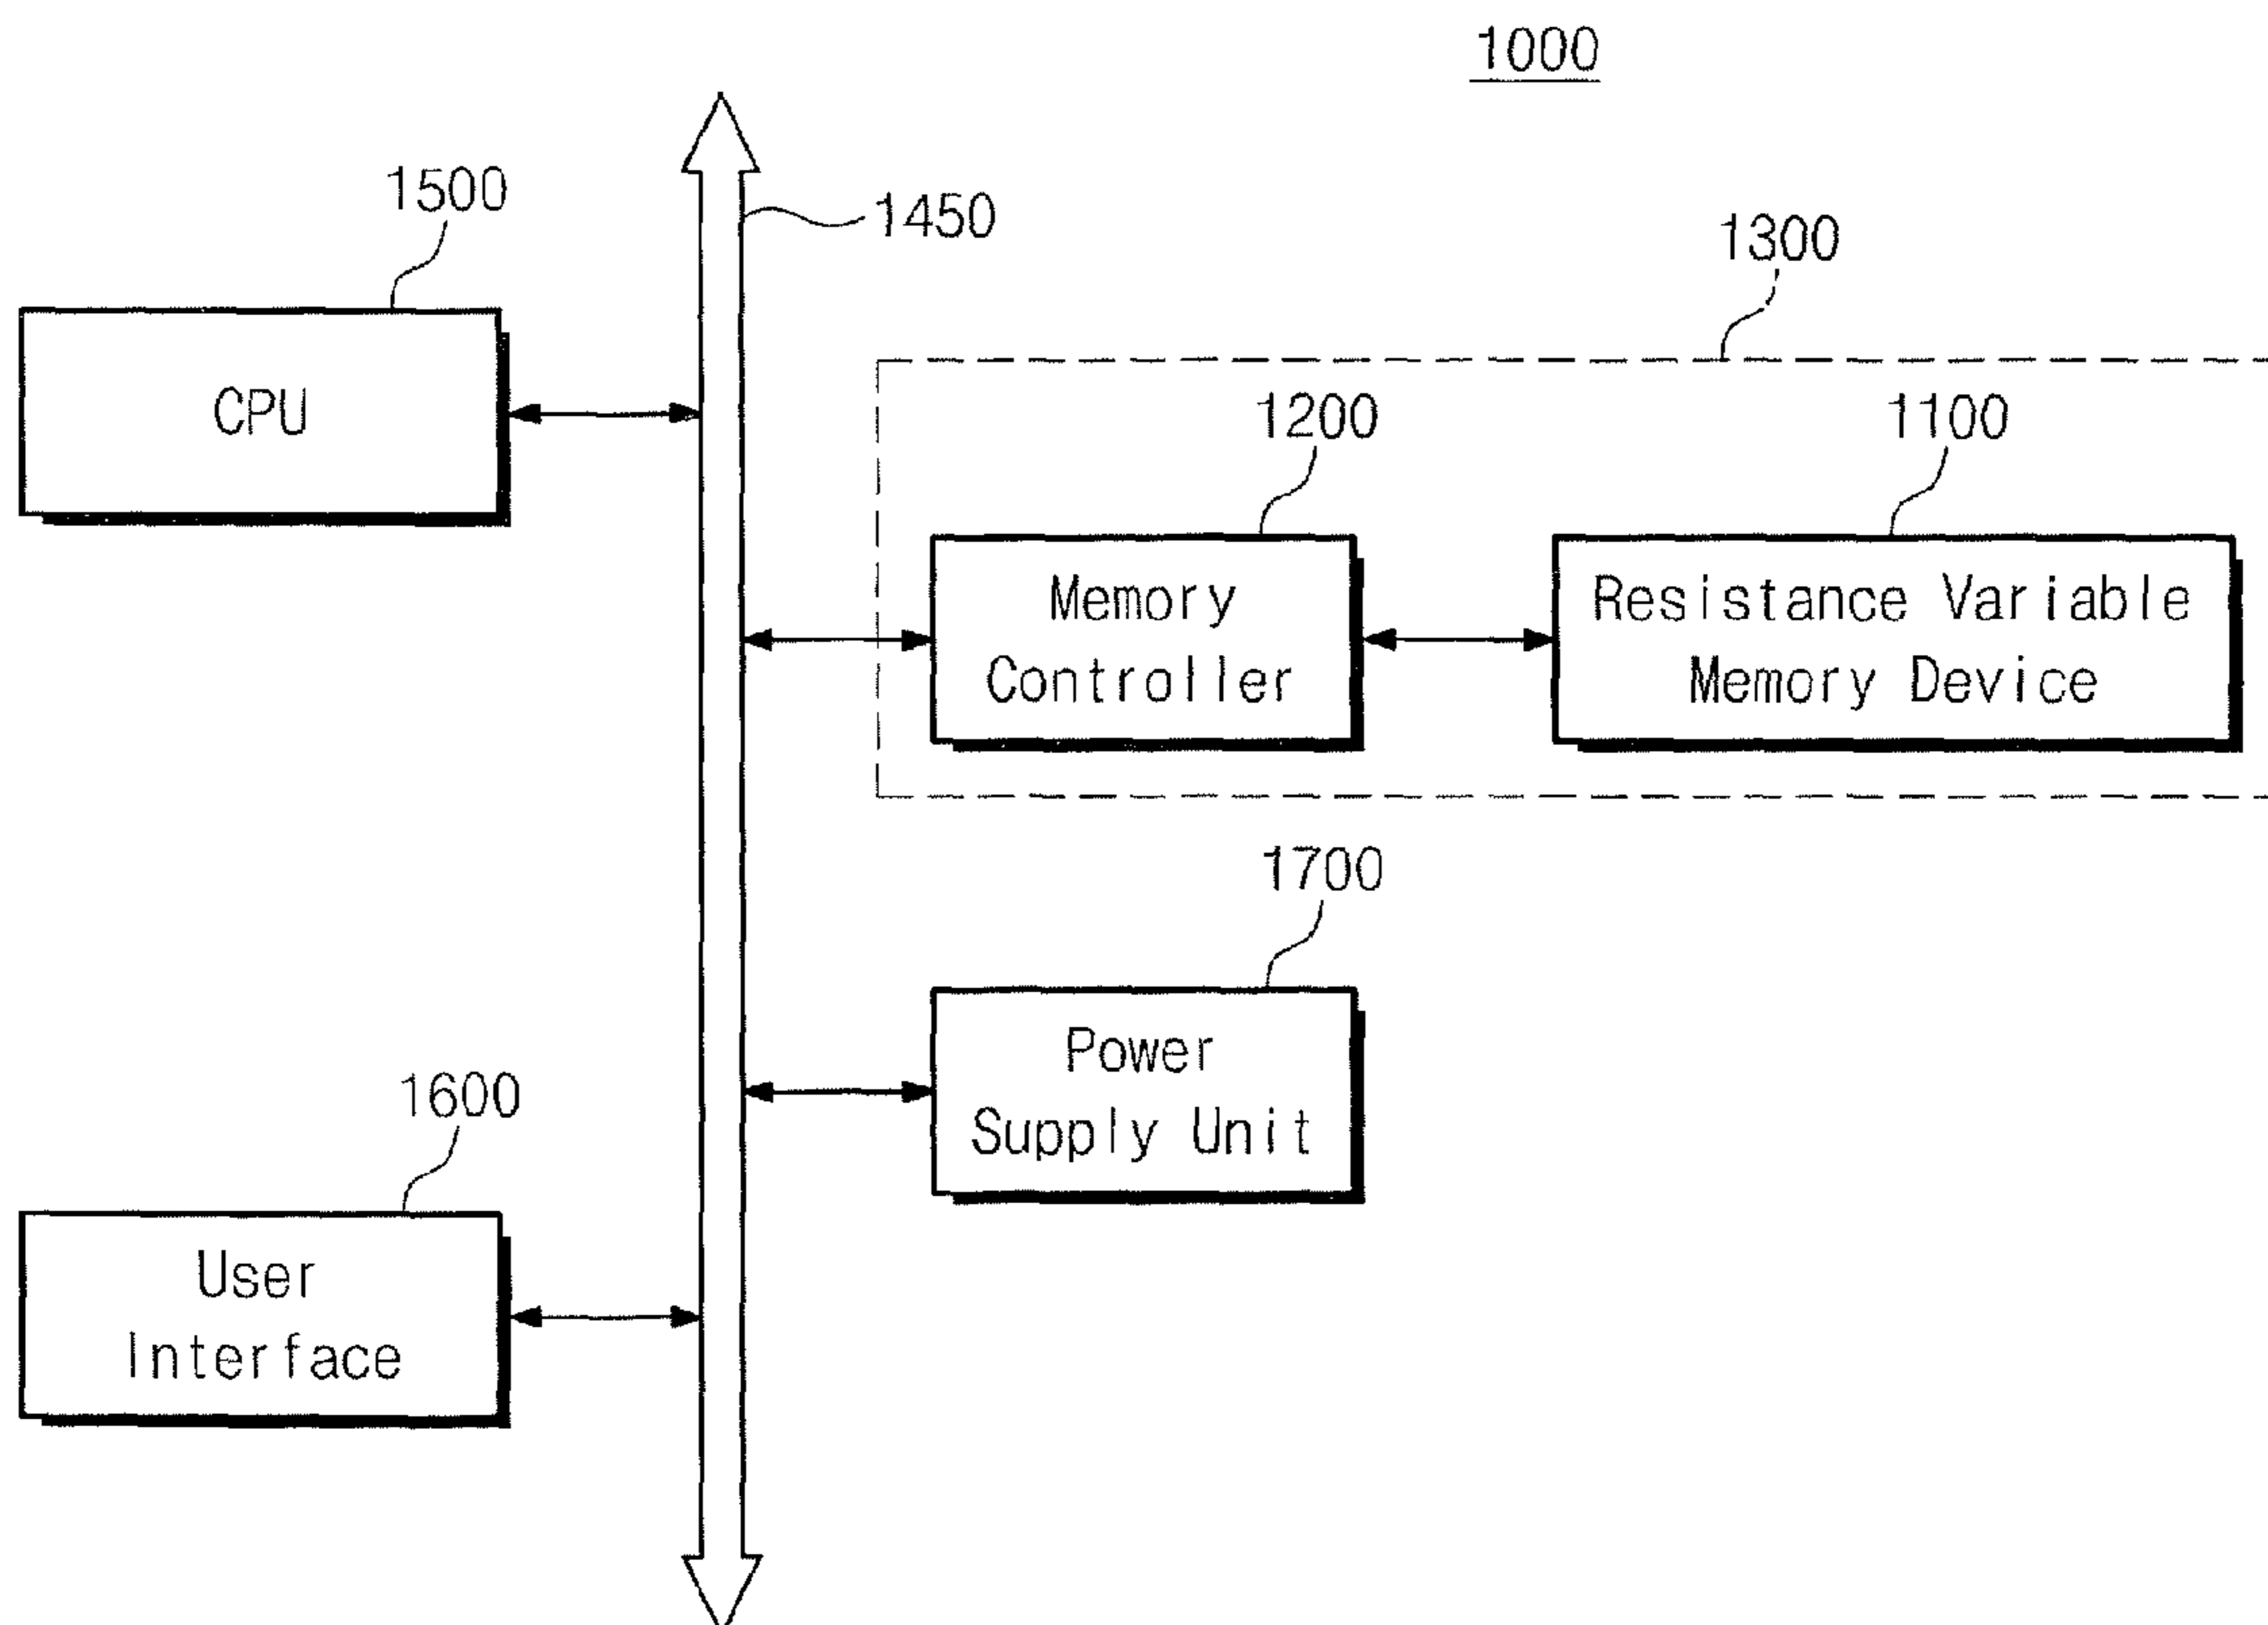 1000
1500
1450
1300
CPU
1200
1100
Memory
Controller
Resistance Variable
Memory Device
1700
Power
Supply Unit
1600
User
Interface